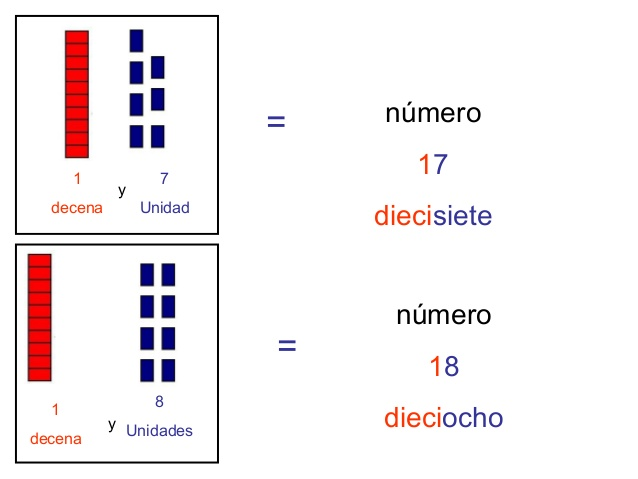 1 y 7
decena Unidad
=
número
17
diecisiete
1 y 8
decena Unidades
=
número
18
dieciocho